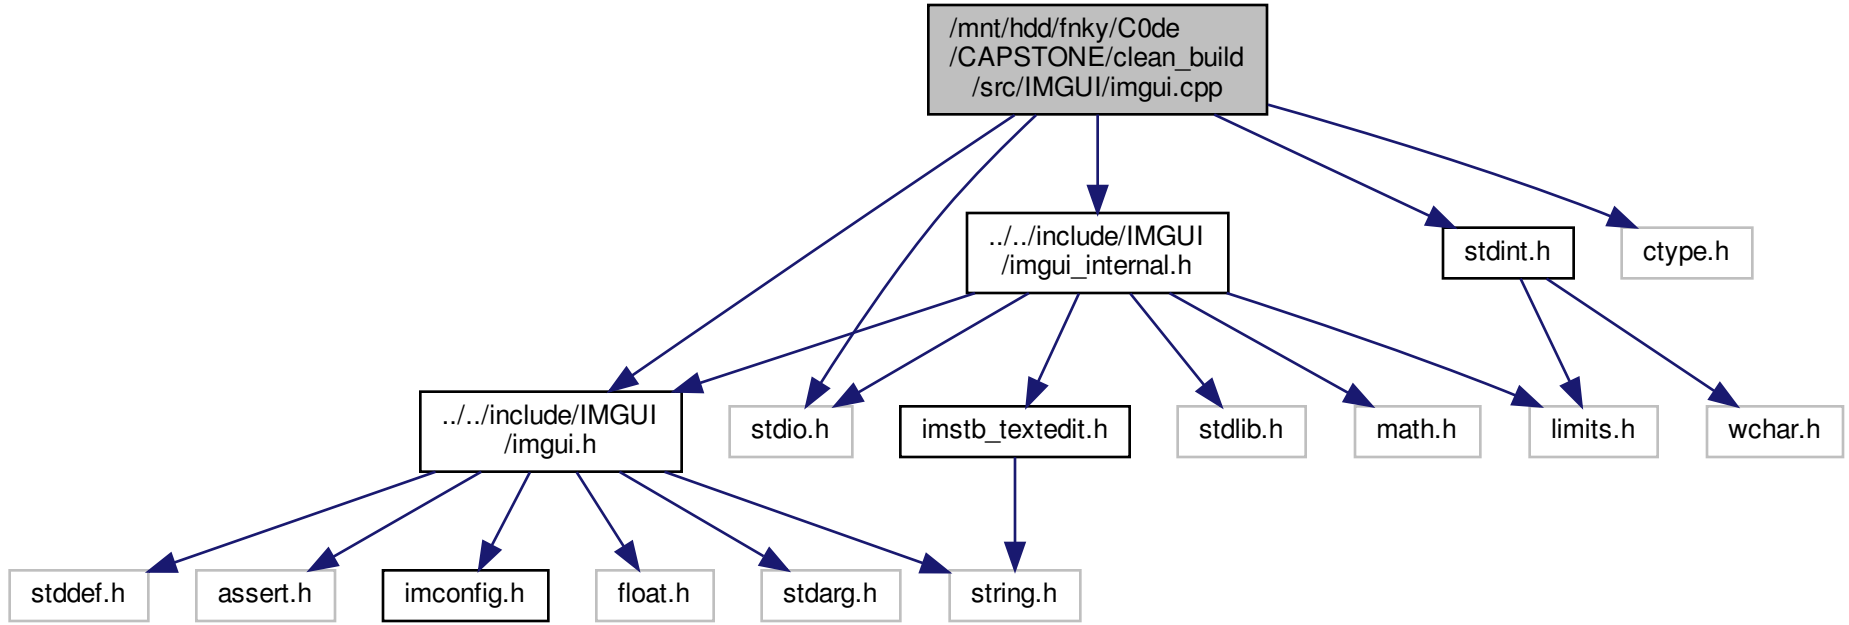 /mnt/hdd/fnky/C0de
/CAPSTONE/clean_build
/src/IMGUI/imgui.cpp
../../include/IMGUI
/imgui_internal.h
stdint.h
ctype.h
../../include/IMGUI
/imgui.h
stdio.h
imstb_textedit.h
stdlib.h
math.h
limits.h
wchar.h
stddef.h
assert.h
imconfig.h
float.h
stdarg.h
string.h